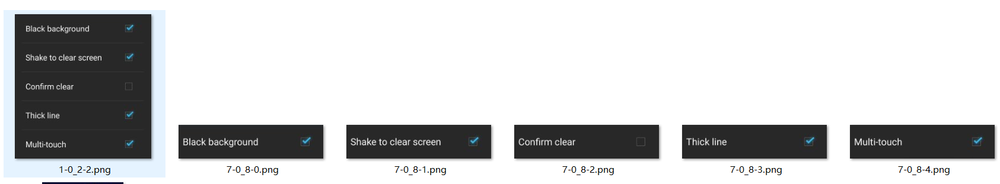 Black background
Shake to clear screen
Confirm clear
Thick line
Multi-touch
1-0_2-2.png
Black background
7-0_8-0.png
Shake to clear screen
7-0_8-1.png
Confirm clear
7-0_8-2.png
Thick line
7-0_8-3.png
Multi-touch
7-0_8-4.png